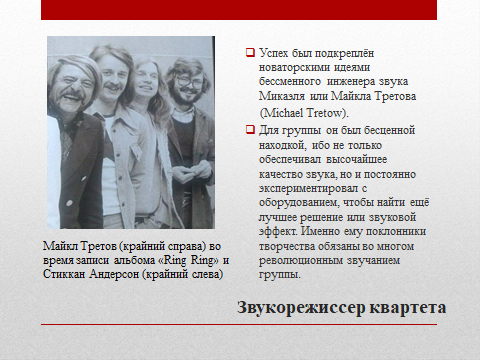 Успех был подкреплён
новаторскими идеями
бессменного инженера звука
Микаэля или Майкла Третова
(Michael Tretow).
Для группы он был бесценной
находкой, ибо не только
обеспечивал высочайшее
качество звука, но и постоянно
экспериментировал с
оборудованием, чтобы найти ещё
лучшее решение или звуковой
эффект. Именно ему поклонники
творчества обязаны во многом
революционным звучанием
группы.
Майкл Третов (крайний справа) во
время записи альбома «Ring Ring» и
Стиккан Андерсон (крайний слева)
Звукорежиссер квартета